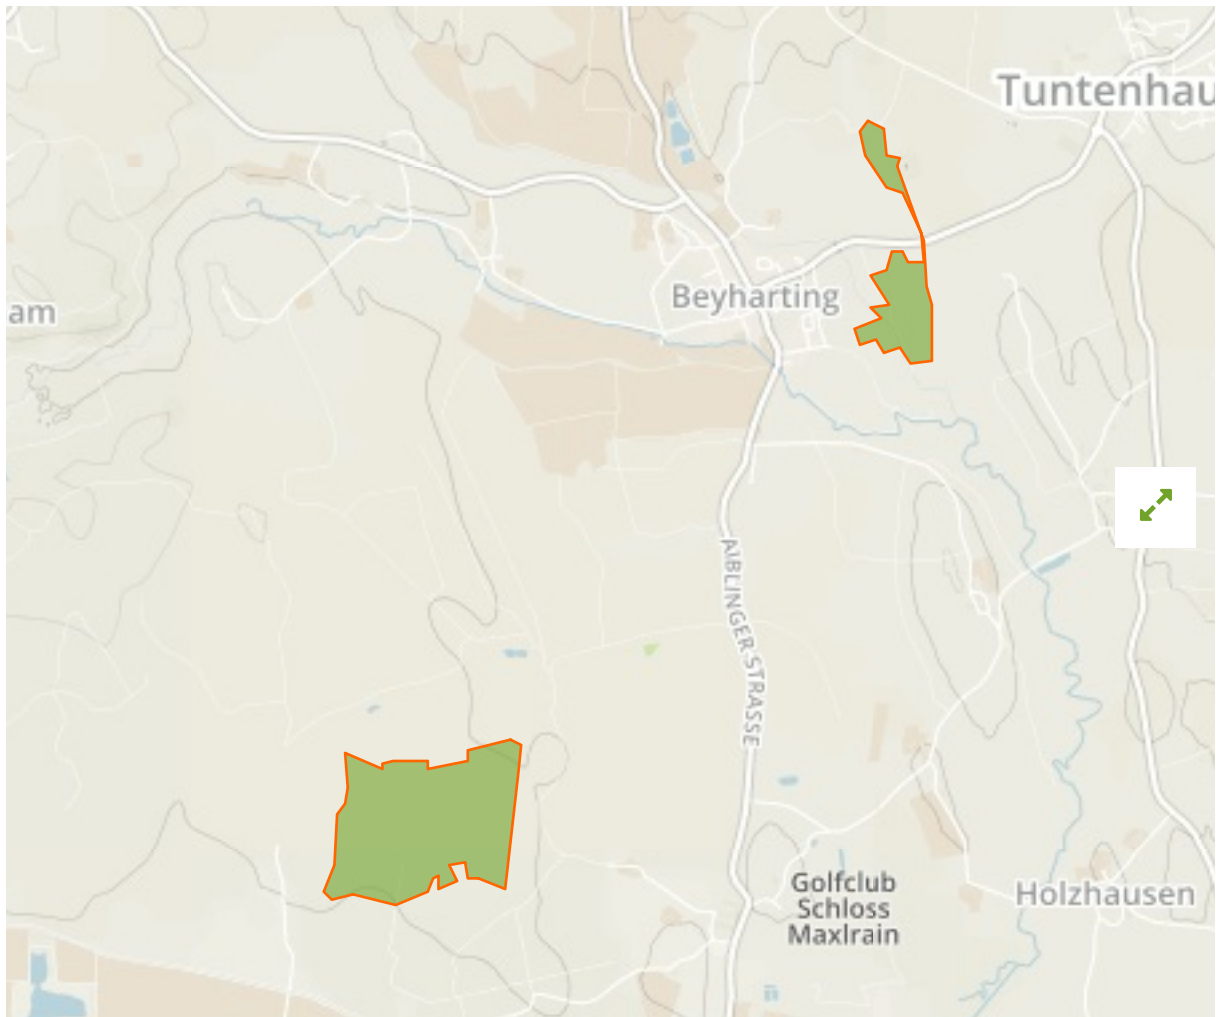 Tuntenhau
Beyharting
am
AIBLINGER STRASSE
Golfclub
Schloss
Maxlrain
Holzhausen